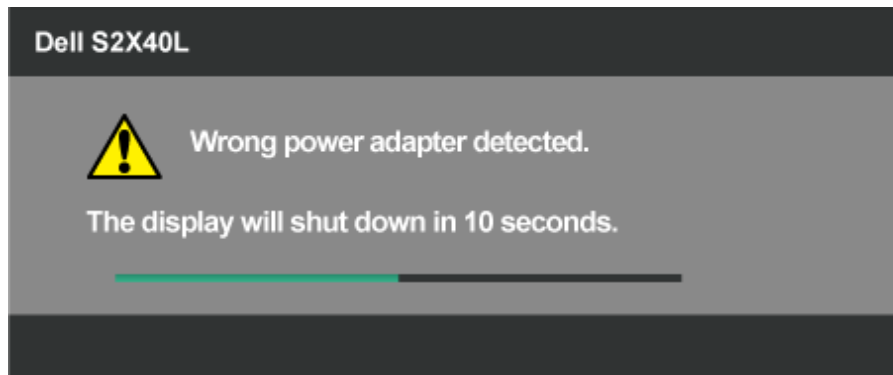 Dell S2X40L
Wrong power adapter detected.
The display will shut down in 10 seconds.